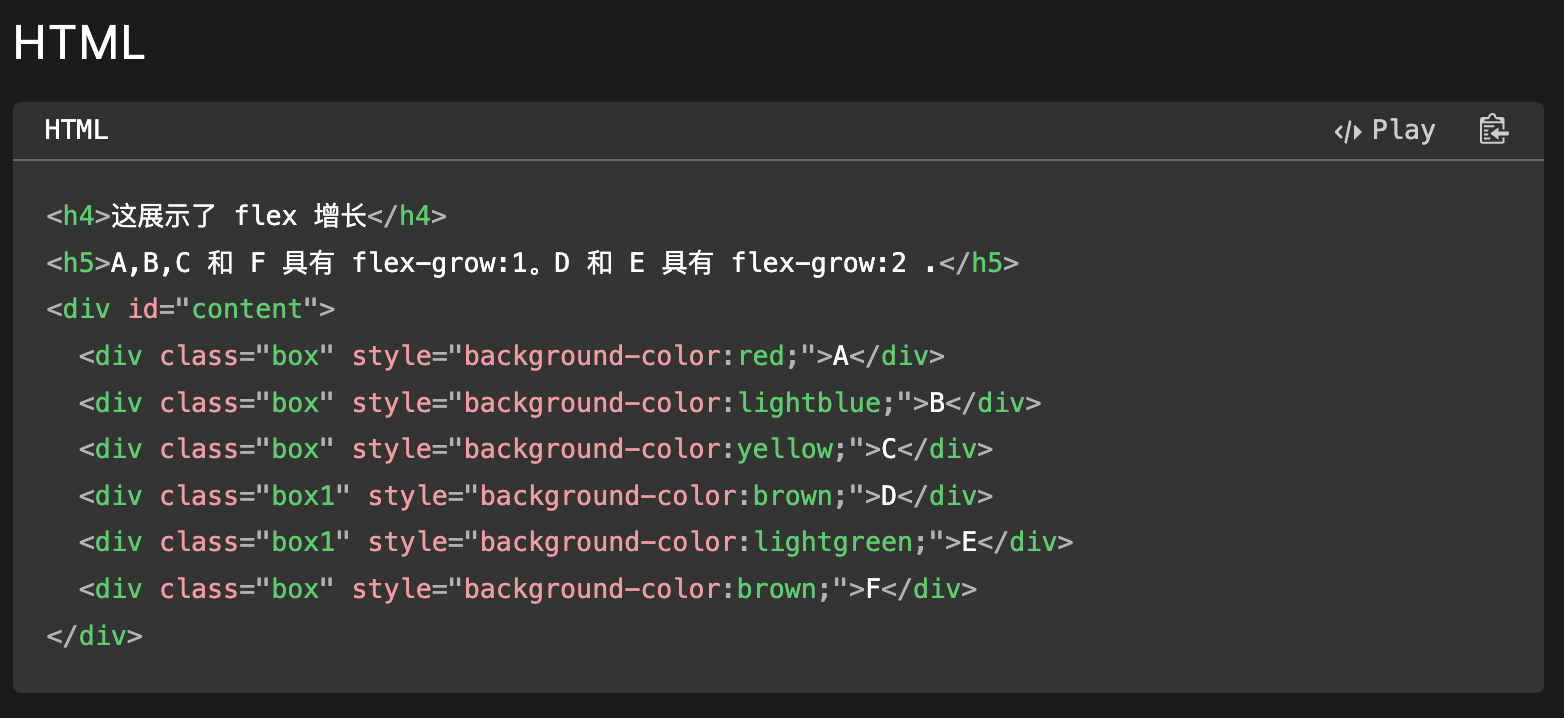 HTML
HTML
Play
<h4>这展示了 flex 增长</h4>
<h5>A,B,C 和 F 具有 flex-grow:1。D 和 E 具有 flex-grow:2 .</h5>
<div id="content">
  <div class="box" style="background-color:red;">A</div>
  <div class="box" style="background-color:lightblue;">B</div>
  <div class="box" style="background-color:yellow;">C</div>
  <div class="box1" style="background-color:brown;">D</div>
  <div class="box1" style="background-color:lightgreen;">E</div>
  <div class="box" style="background-color:brown;">F</div>
</div>